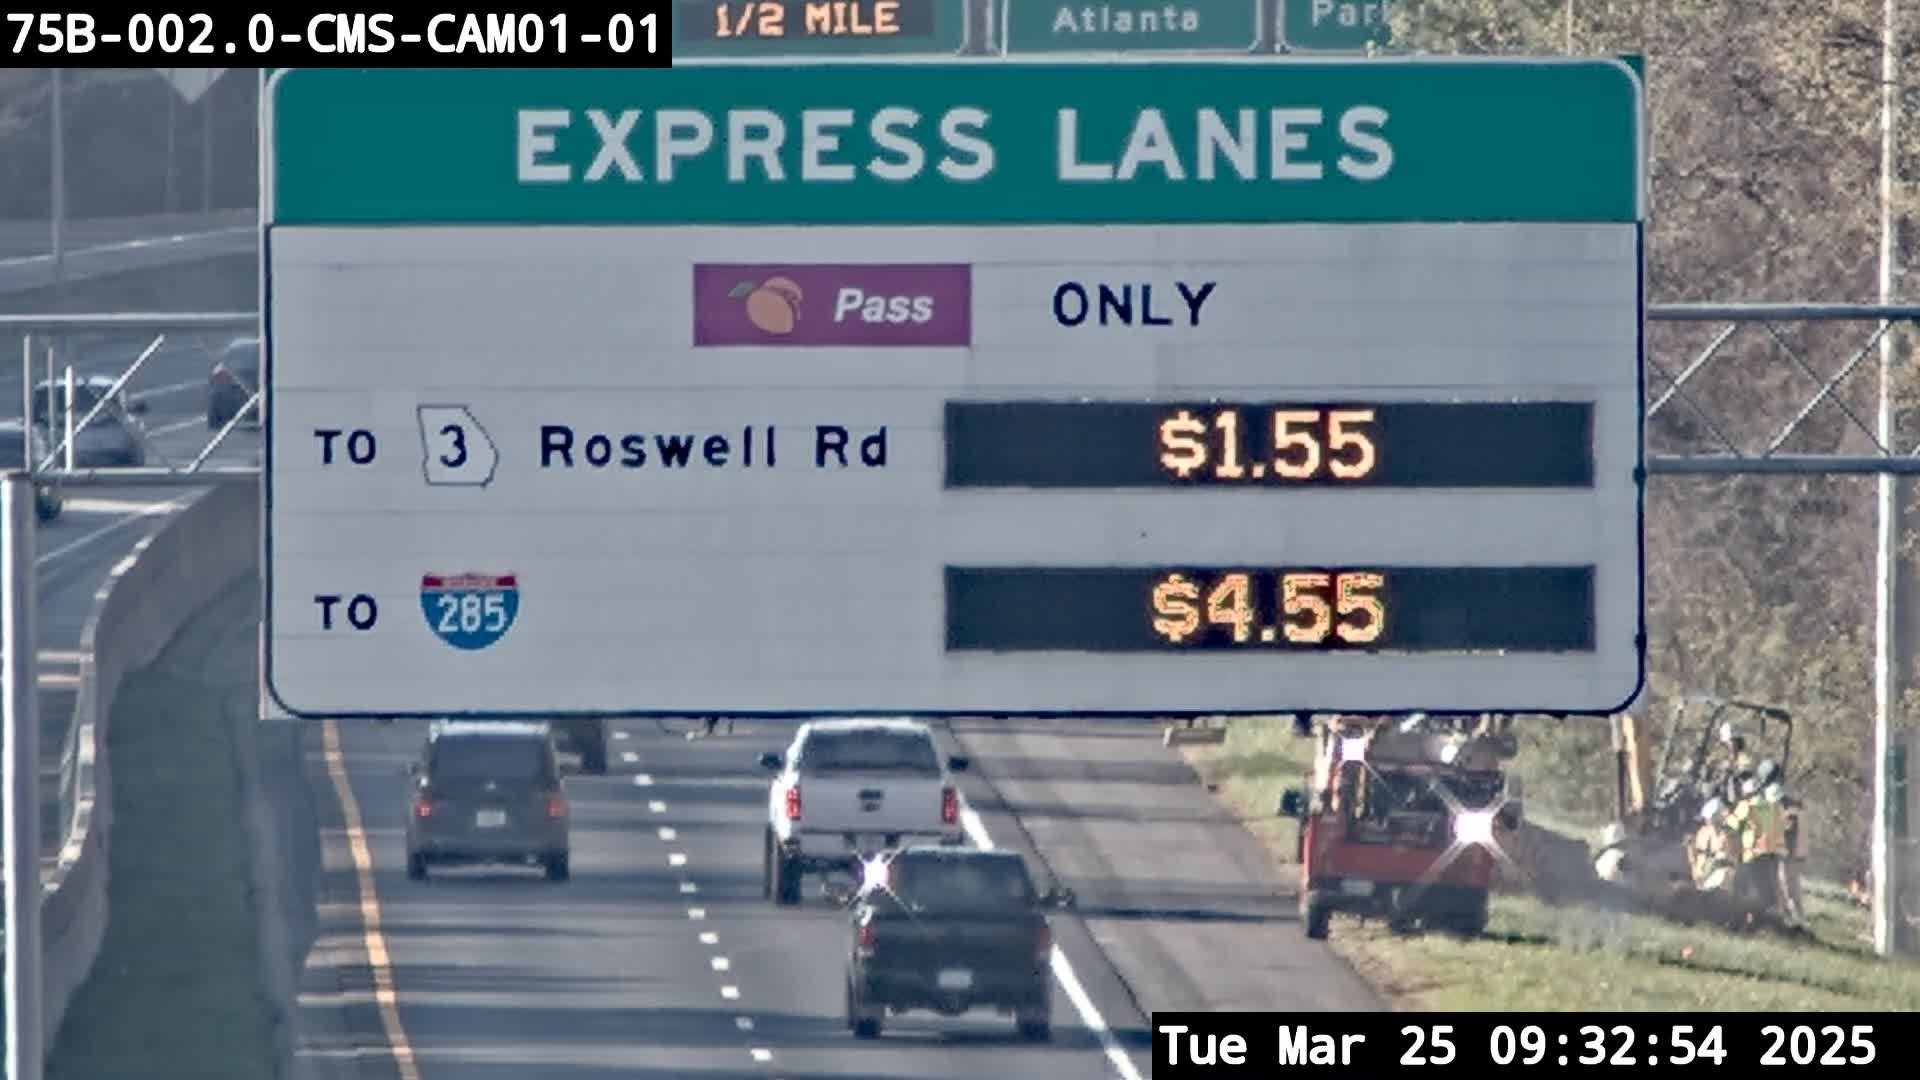 75B-002.0-CMS-CAM01-01
1/2 MILE
Atlanta
EXPRESS LANES
Pass ONLY
TO 3 Roswell Rd $1.55
TO 285 $4.55
Tue Mar 25 09:32:54 2025